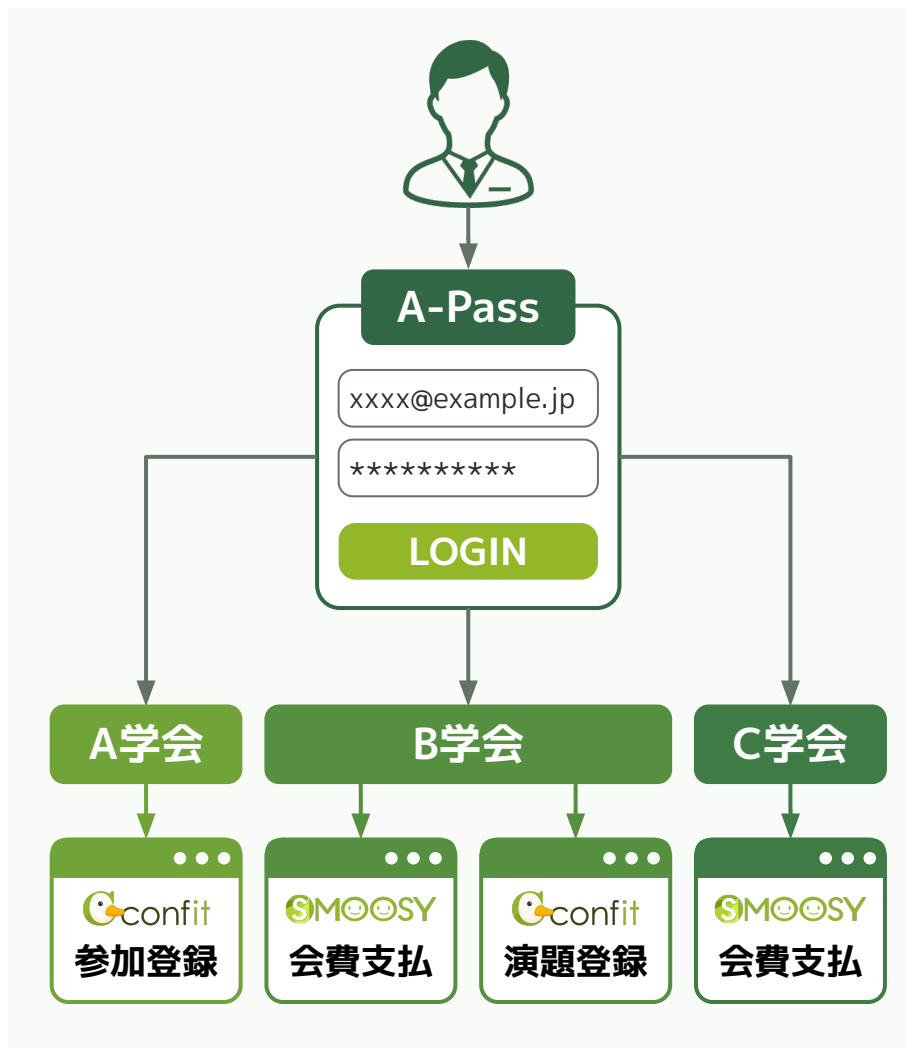 A-Pass
xxxx@example.jp
**********
LOGIN
A学会
B学会
C学会
confit
参加登録
SMOOSY
会費支払
confit
演題登録
SMOOSY
会費支払